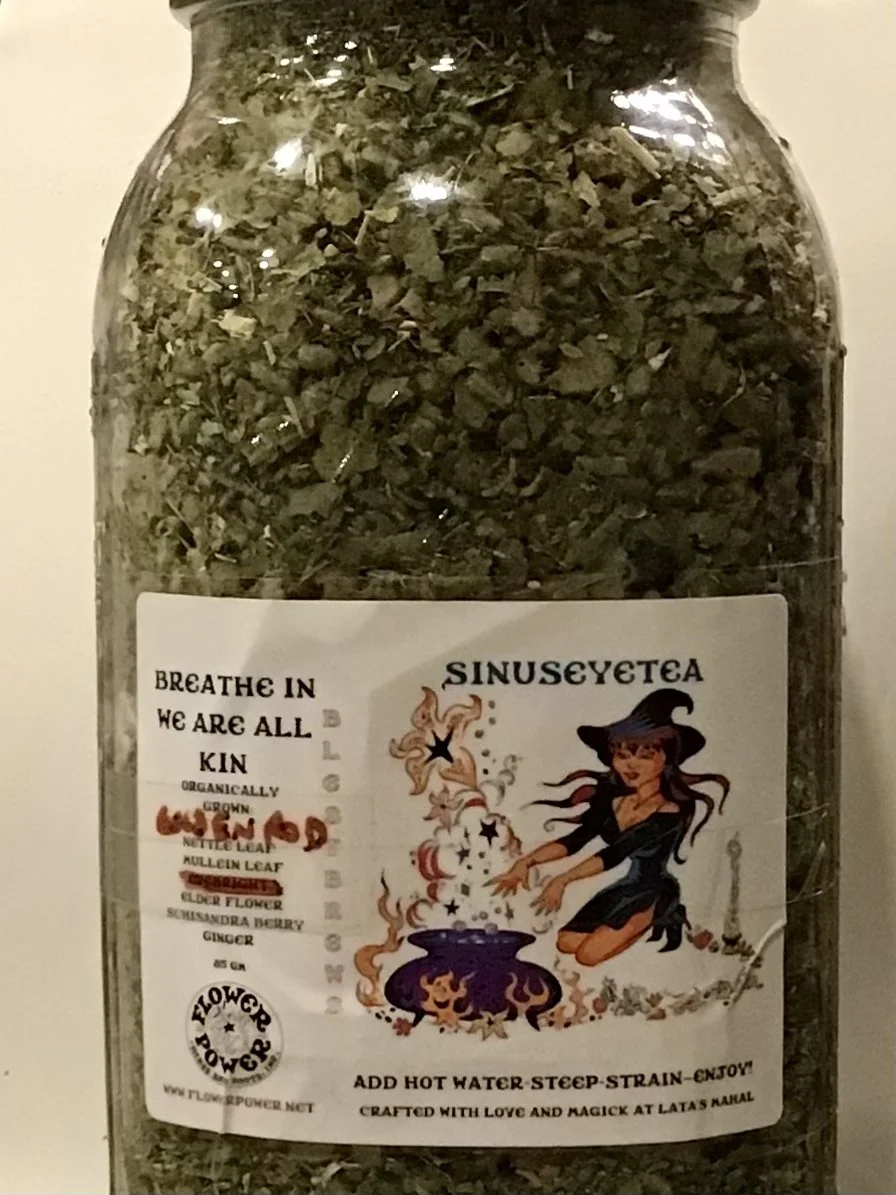 BREATHE IN
WE ARE ALL
KIN
ORGANICALLY
GROWN
GOLDENROD
NETTLE LEAF
MULLEIN LEAF
EYEBRIGHT
ELDER FLOWER
SCHISANDRA BERRY
GINGER
85 GM
FLOWER
POWER
WWW.FLOWERPOWER.NET
SINUSEYETEA
ADD HOT WATER-STEEP-STRAIN-ENJOY!
CRAFTED WITH LOVE AND MAGICK AT LATA'S MAHAL